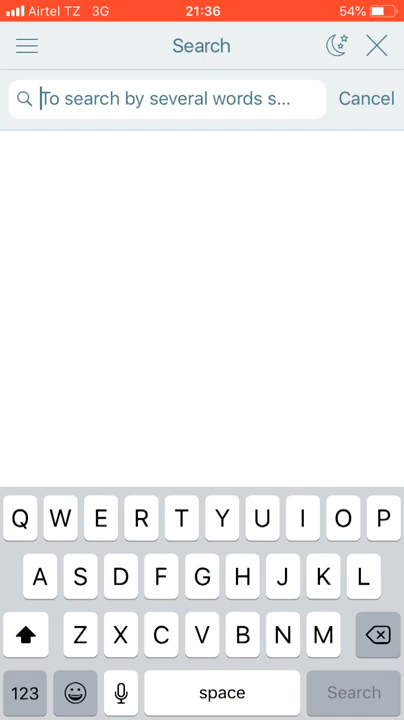 Airtel TZ 3G 21:36 54%
Search
To search by several words s... Cancel
Q W E R T Y U I O P
A S D F G H J K L
Z X C V B N M
123 space Search